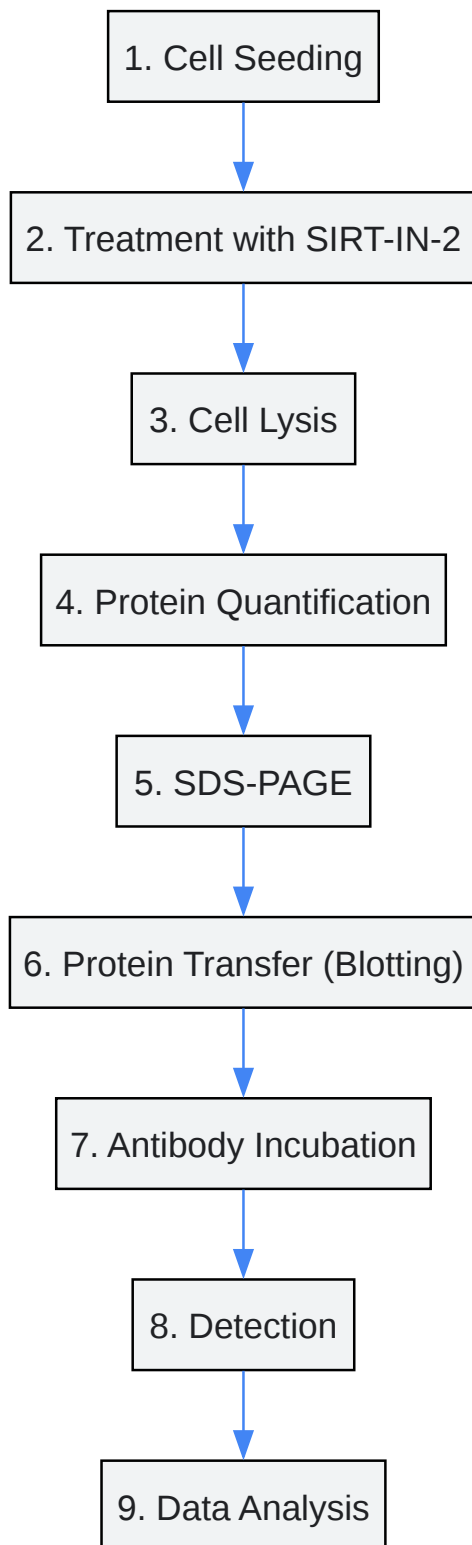 1. Cell Seeding
2. Treatment with SIRT-IN-2
3. Cell Lysis
4. Protein Quantification
5. SDS-PAGE
6. Protein Transfer (Blotting)
7. Antibody Incubation
8. Detection
9. Data Analysis